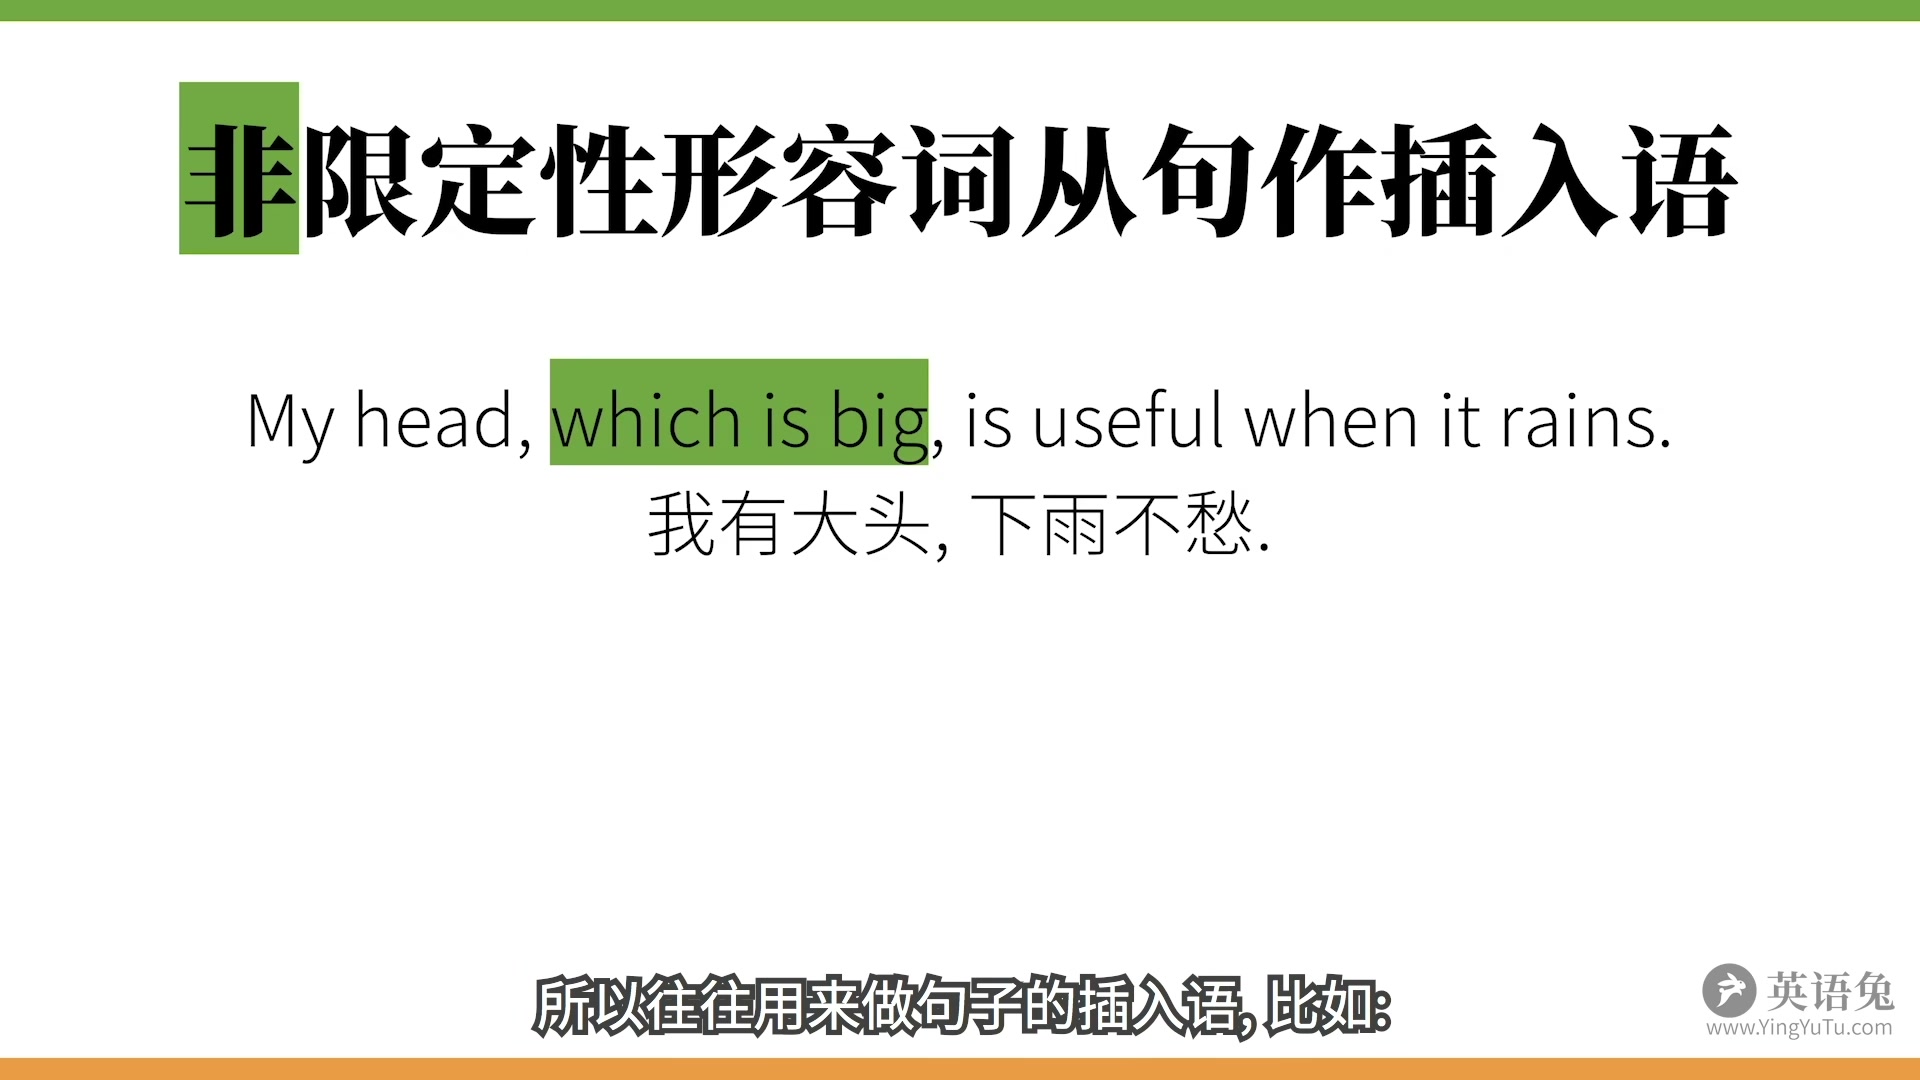 非限定性形容词从句作插入语
My head, which is big, is useful when it rains.
我有大头, 下雨不愁.
所以往往用来做句子的插入语, 比如:
英语兔
www.YingYuTu.com